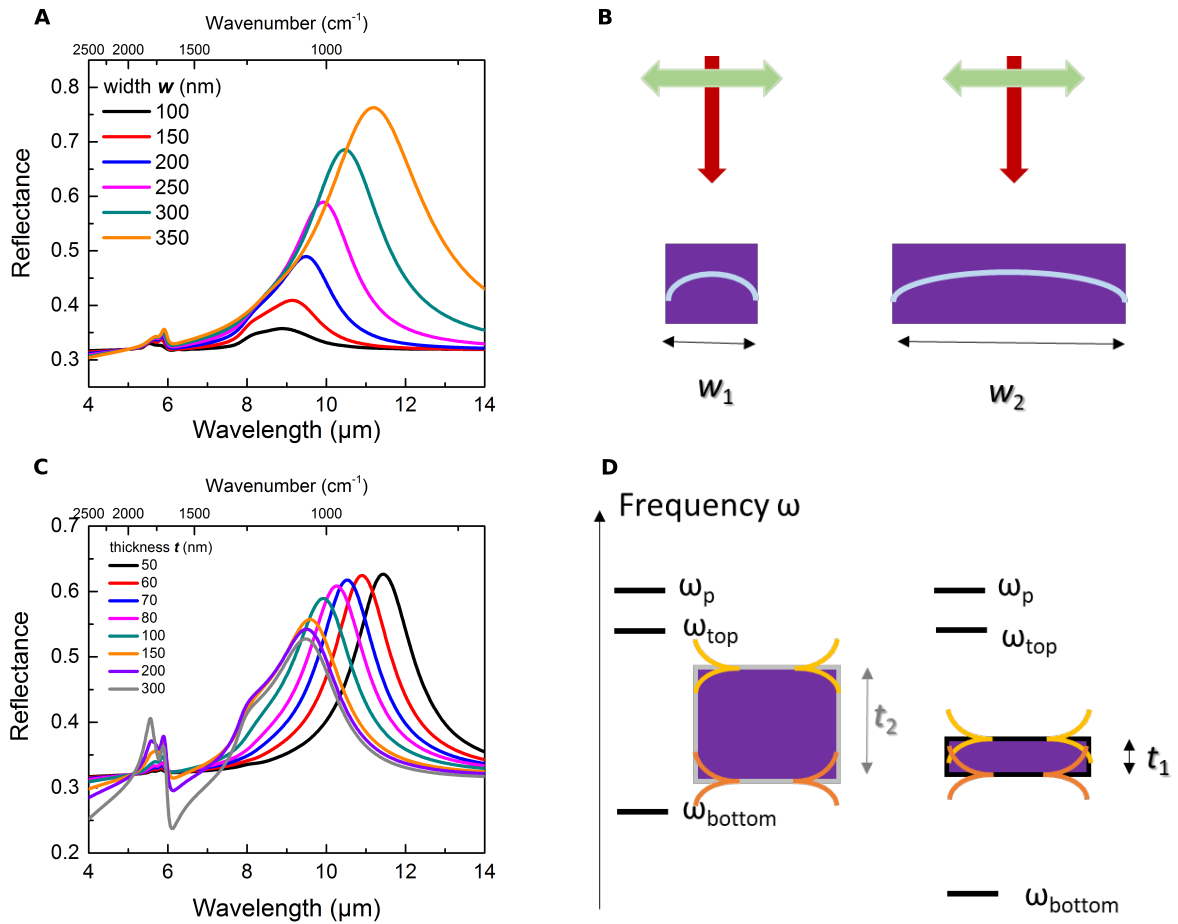 A
Wavenumber (cm-1)
2500 2000 1500 1000
0.8
0.7
0.6
0.5
0.4
0.3
Reflectance
width w (nm)
100
150
200
250
300
350
4 6 8 10 12 14
Wavelength (µm)
B
w1
w2
C
Wavenumber (cm-1)
2500 2000 1500 1000
0.7
0.6
0.5
0.4
0.3
0.2
Reflectance
thickness t (nm)
50
60
70
80
100
150
200
300
4 6 8 10 12 14
Wavelength (µm)
D
Frequency ω
ωp
ωtop
t2
ωbottom
ωp
ωtop
t1
ωbottom